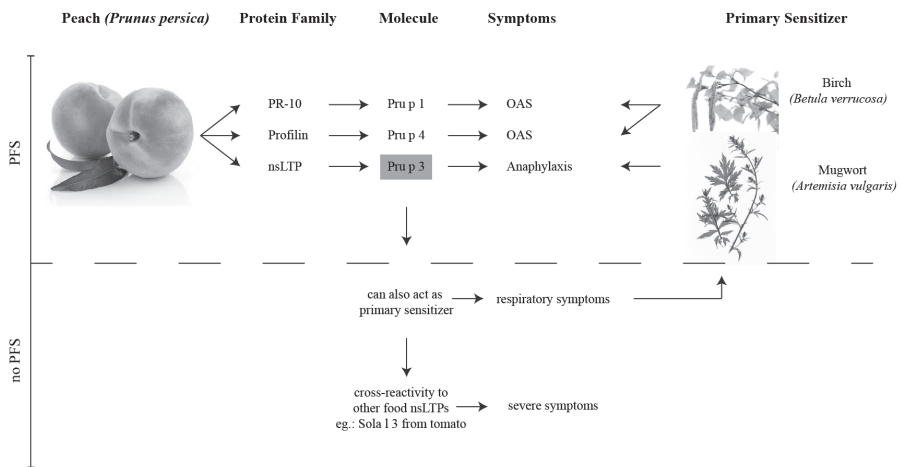 Peach (Prunus persica) Protein Family Molecule Symptoms Primary Sensitizer
PFS
PR-10 Pru p 1 OAS
Profilin Pru p 4 OAS
nsLTP Pru p 3 Anaphylaxis
Birch
(Betula verrucosa)
Mugwort
(Artemisia vulgaris)
no PFS
can also act as
primary sensitizer
respiratory symptoms
cross-reactivity to
other food nsLTPs
eg.: Sola l 3 from tomato
severe symptoms